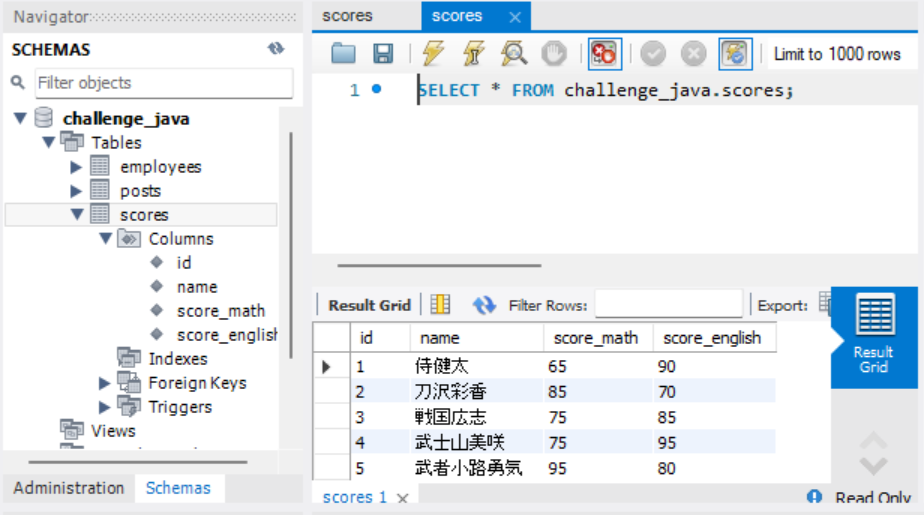 Navigator
SCHEMAS
Filter objects
challenge_java
Tables
employees
posts
scores
Columns
id
name
score_math
score_english
Indexes
Foreign Keys
Triggers
Views
Administration Schemas
scores scores
Limit to 1000 rows
1 SELECT * FROM challenge_java.scores;
Result Grid Filter Rows: Export:
id name score_math score_english
1 侍健太 65 90
2 刀沢彩香 85 70
3 戦国広志 75 85
4 武士山美咲 75 95
5 武者小路勇気 95 80
Result
Grid
scores 1 Read Only